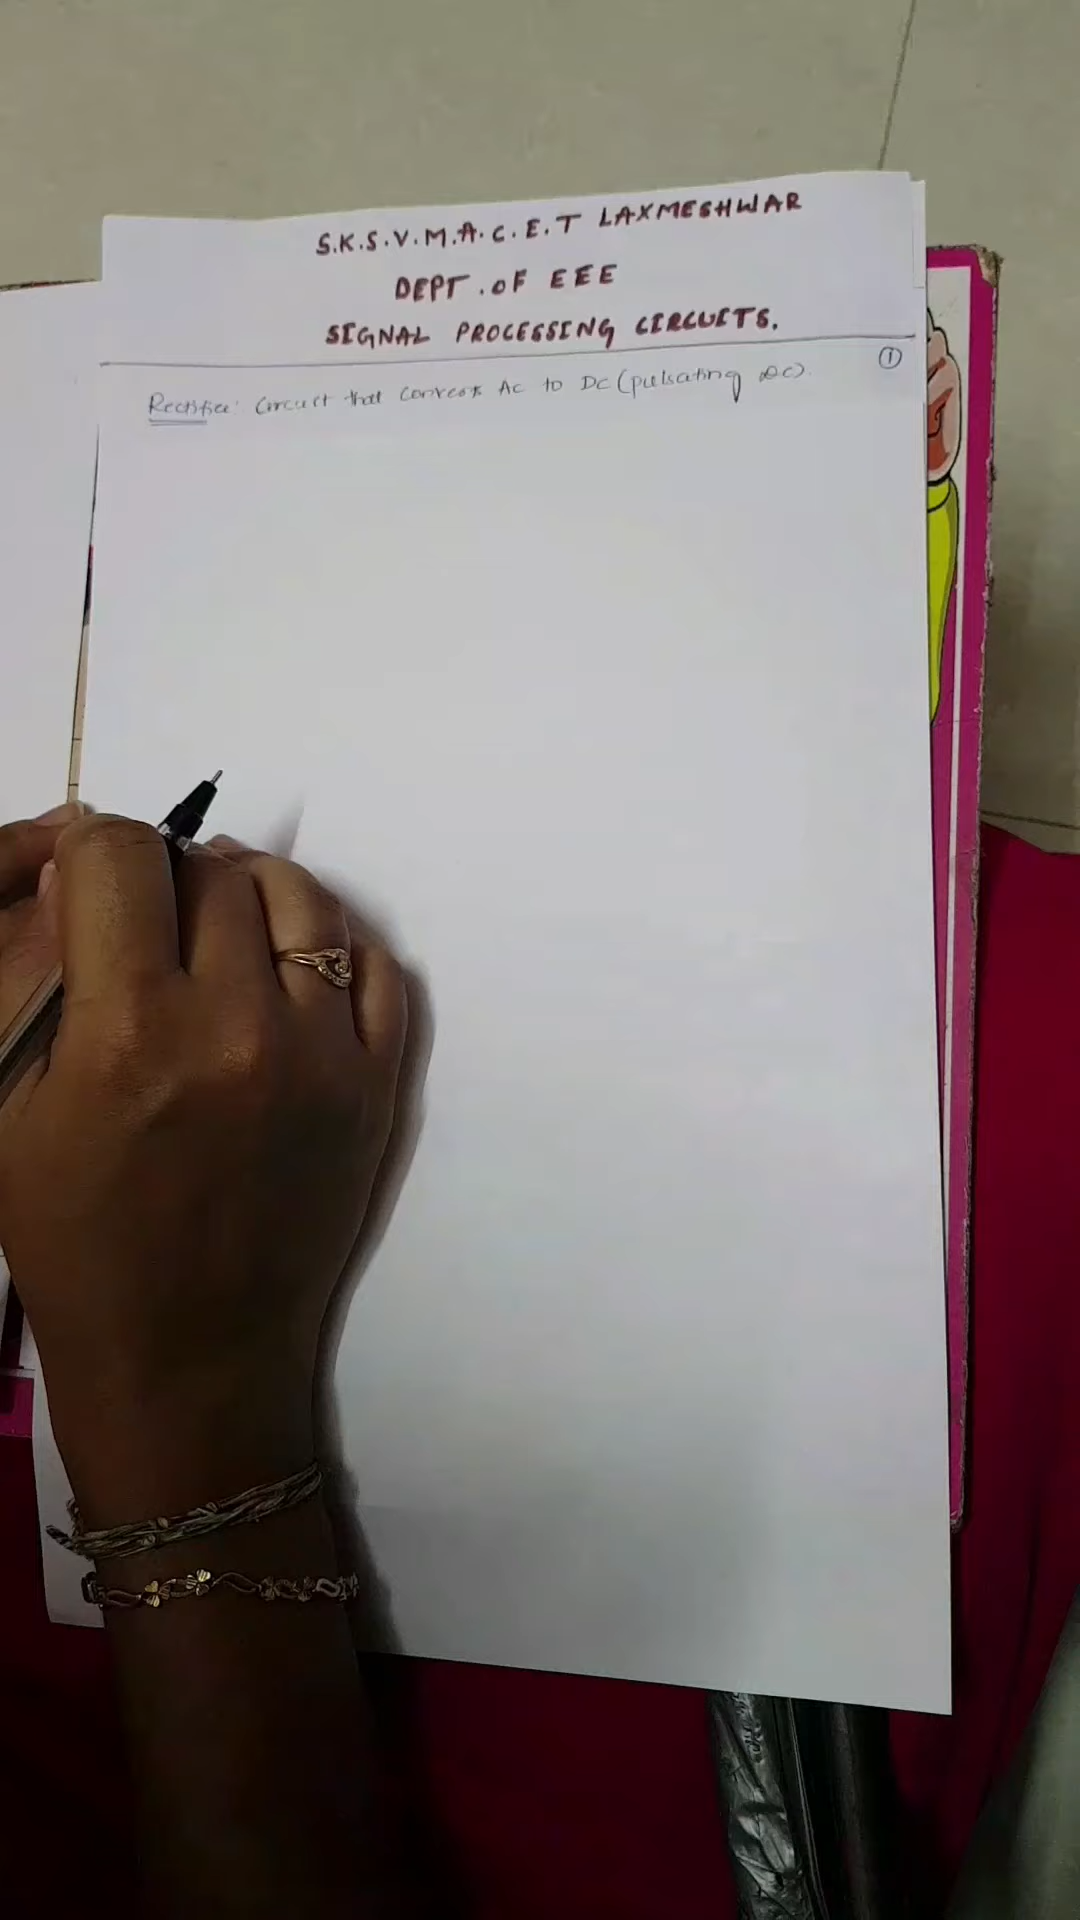 S.K.S.V.M.A.C.E.T LAXMESHWAR
DEPT.OF EEE
SIGNAL PROCESSING CIRCUITS.
①
Rectifier: Circuit that converts AC to DC (pulsating DC).